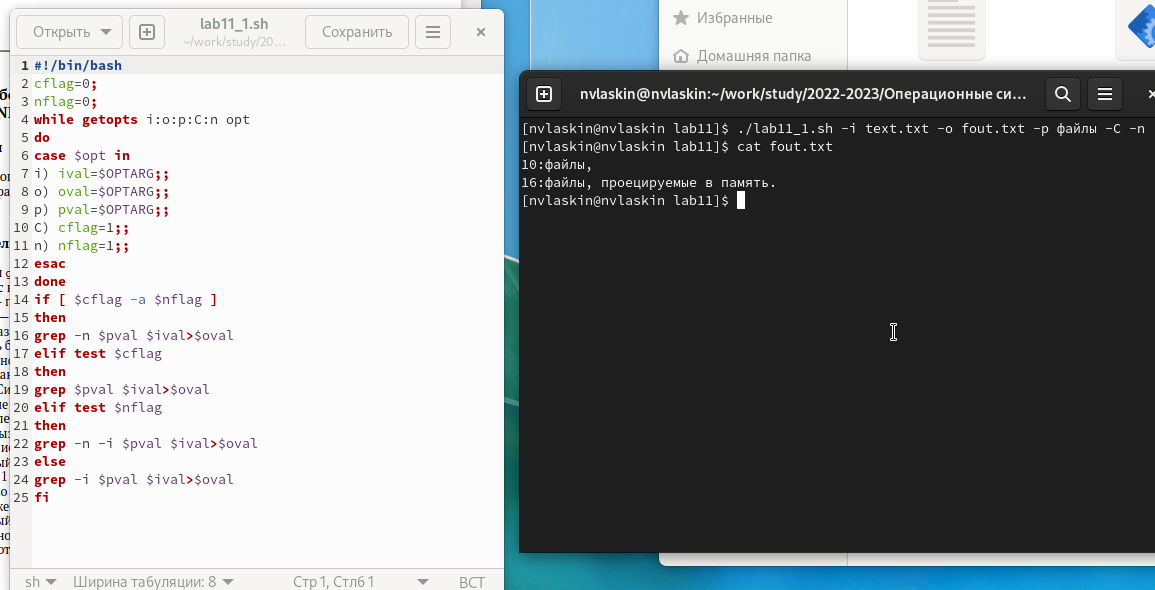 Открыть
lab11_1.sh
~/work/study/20…
Сохранить
1 #!/bin/bash
2 cflag=0;
3 nflag=0;
4 while getopts i:o:p:C:n opt
5 do
6 case $opt in
7 i) ival=$OPTARG;;
8 o) oval=$OPTARG;;
9 p) pval=$OPTARG;;
10 C) cflag=1;;
11 n) nflag=1;;
12 esac
13 done
14 if [ $cflag -a $nflag ]
15 then
16 grep -n $pval $ival>$oval
17 elif test $cflag
18 then
19 grep $pval $ival>$oval
20 elif test $nflag
21 then
22 grep -n -i $pval $ival>$oval
23 else
24 grep -i $pval $ival>$oval
25 fi
sh
Ширина табуляции: 8
Стр 1, Стлб 1
ВСТ
Избранные
Домашняя папка
nvlaskin@nvlaskin:~/work/study/2022-2023/Операционные си…
[nvlaskin@nvlaskin lab11]$ ./lab11_1.sh -i text.txt -o fout.txt -p файлы -C -n
[nvlaskin@nvlaskin lab11]$ cat fout.txt
10:файлы,
16:файлы, проецируемые в память.
[nvlaskin@nvlaskin lab11]$